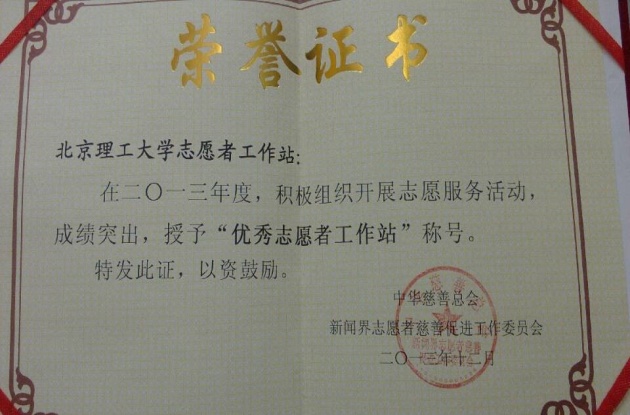 荣誉证书
北京理工大学志愿者工作站：
在二〇一三年度，积极组织开展志愿服务活动，
成绩突出，授予“优秀志愿者工作站”称号。
特发此证，以资鼓励。
中华慈善总会
新闻界志愿者慈善促进工作委员会
二〇一三年十二月